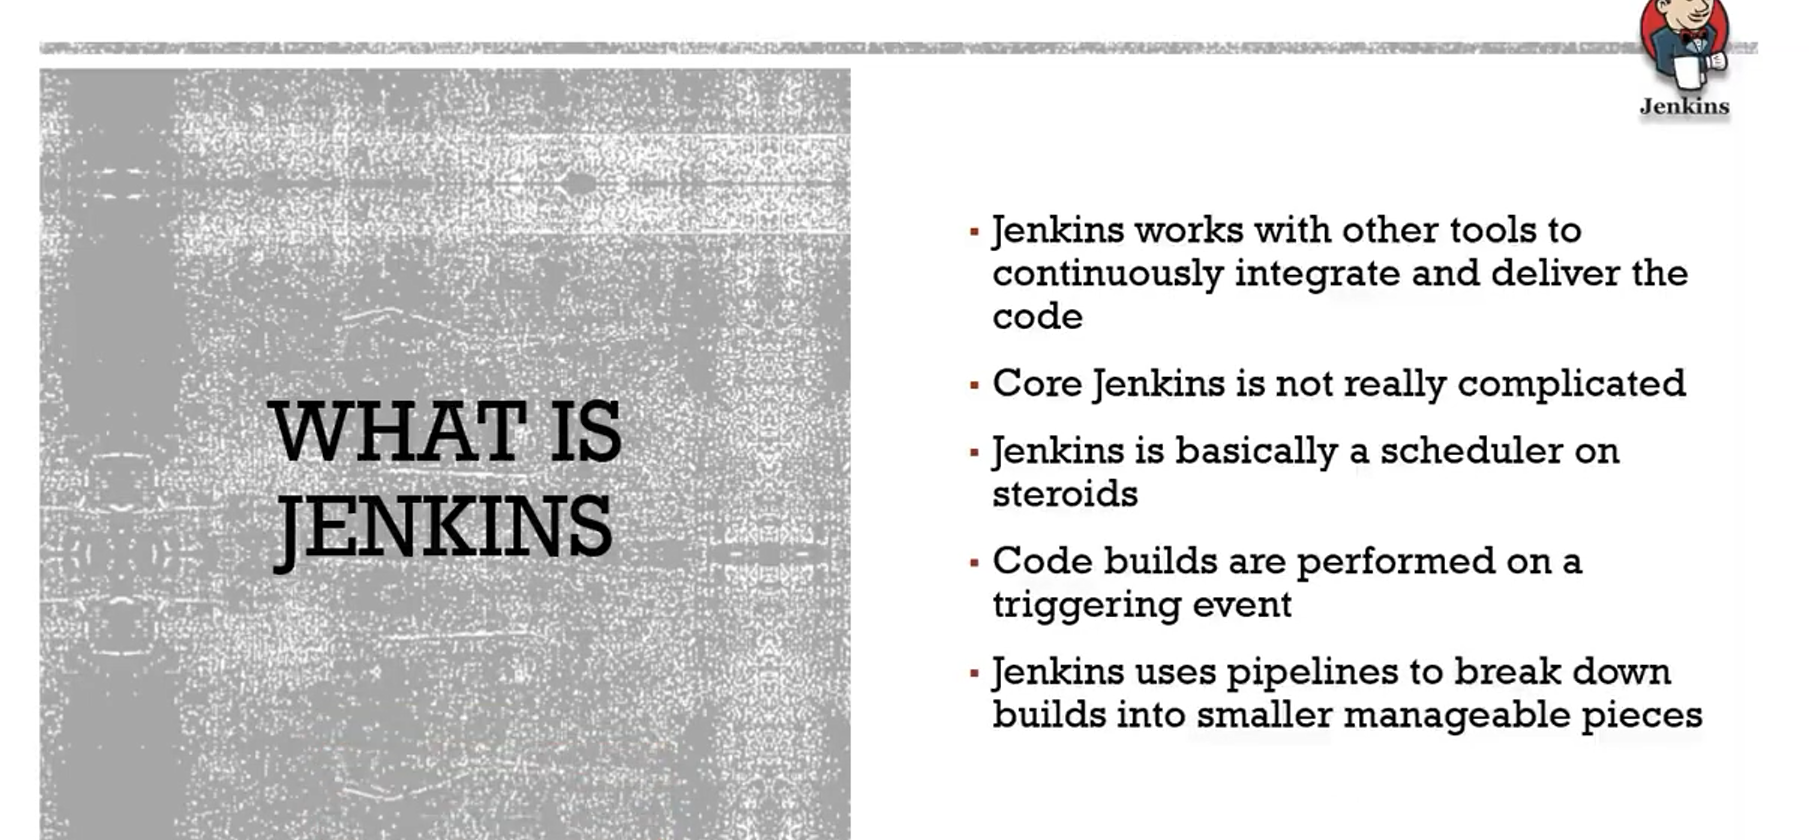 Jenkins
WHAT IS
JENKINS
Jenkins works with other tools to
continuously integrate and deliver the
code
Core Jenkins is not really complicated
Jenkins is basically a scheduler on
steroids
Code builds are performed on a
triggering event
Jenkins uses pipelines to break down
builds into smaller manageable pieces